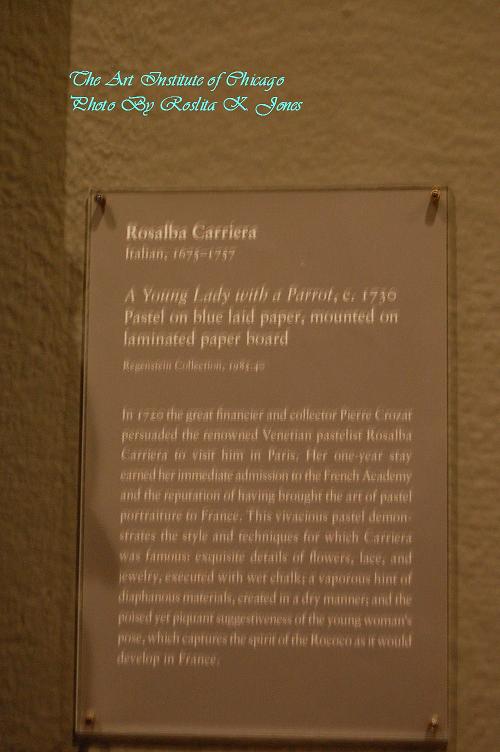 The Art Institute of Chicago
Photo By Roslita K. Jones
Rosalba Carriera
Italian, 1675–1757
A Young Lady with a Parrot, c. 1730
Pastel on blue laid paper, mounted on
laminated paper board
Regenstein Collection, 1985.40
In 1720 the great financier and collector Pierre Crozat
persuaded the renowned Venetian pastelist Rosalba
Carriera to visit him in Paris. Her one-year stay
earned her immediate admission to the French Academy
and the reputation of having brought the art of pastel
portraiture to France. This vivacious pastel demon-
strates the style and techniques for which Carriera
was famous: exquisite details of flowers, lace, and
jewelry, executed with wet chalk; a vaporous hint of
diaphanous materials, created in a dry manner; and the
poised yet piquant suggestiveness of the young woman's
pose, which captures the spirit of the Rococo as it would
develop in France.